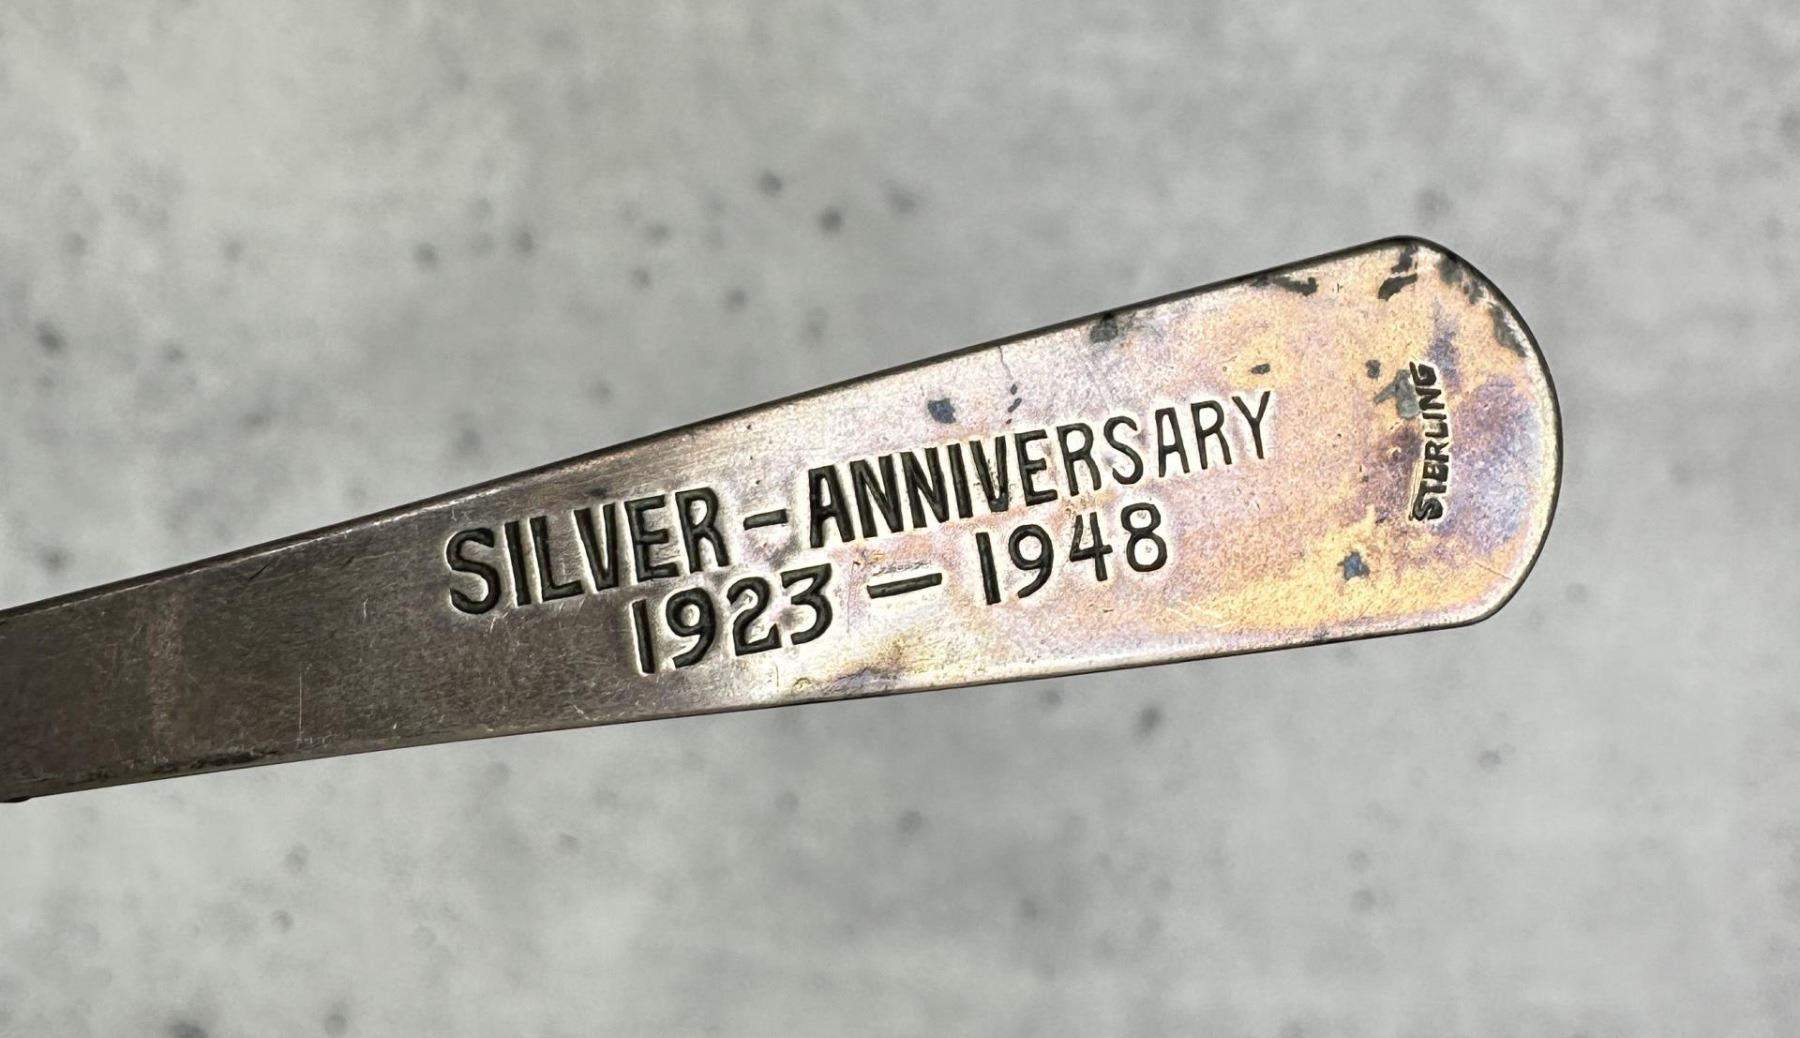 SILVER-ANNIVERSARY
1923 - 1948
STERLING